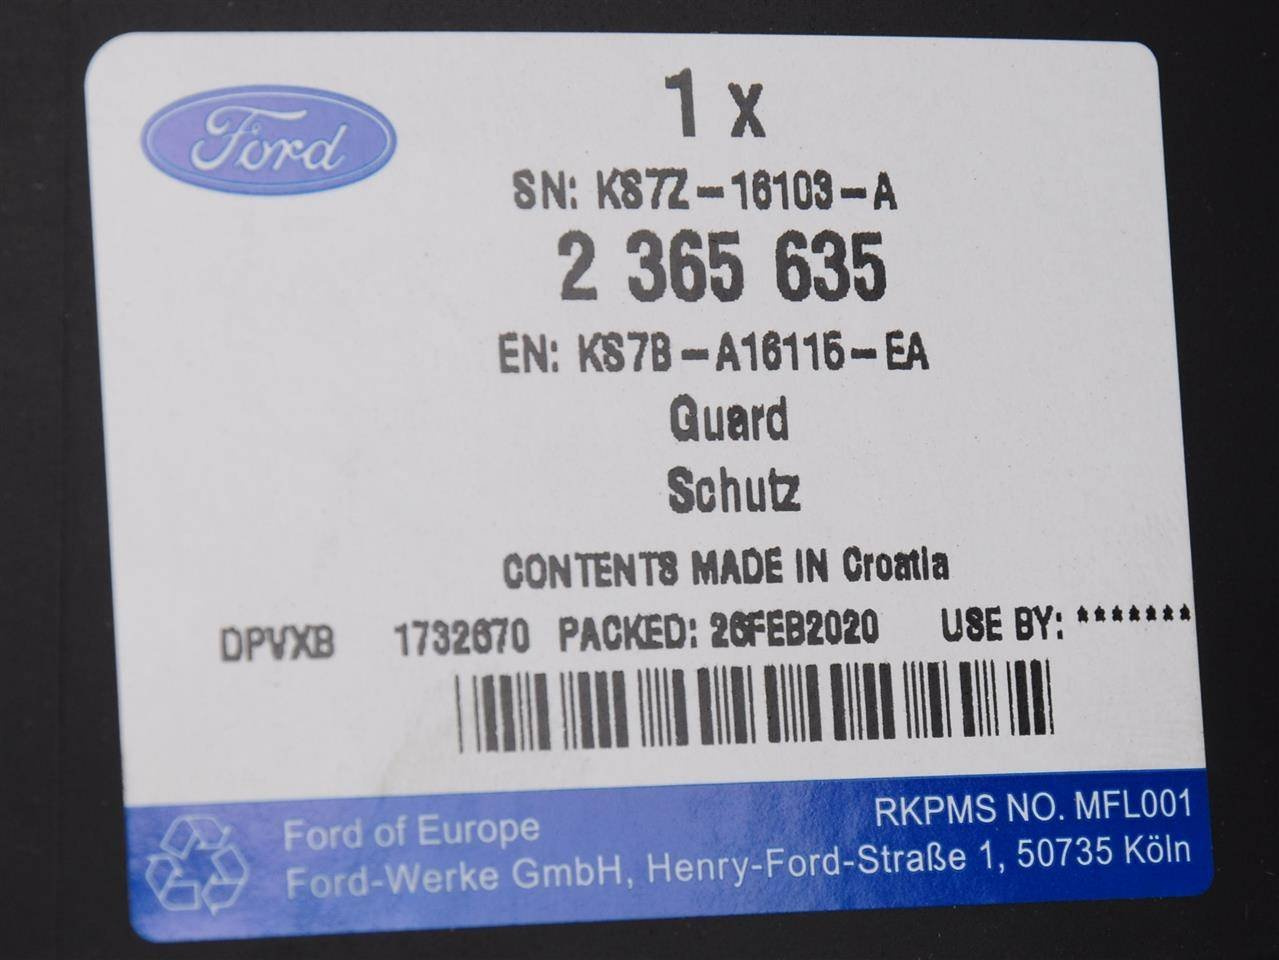 Ford
1 x
SN: KS7Z-16103-A
2 365 635
EN: KS7B-A16115-EA
Guard
Schutz
CONTENTS MADE IN Croatia
DPVXB 1732670 PACKED: 26FEB2020 USE BY: *******
RKPMS NO. MFL001
Ford of Europe
Ford-Werke GmbH, Henry-Ford-Straße 1, 50735 Köln